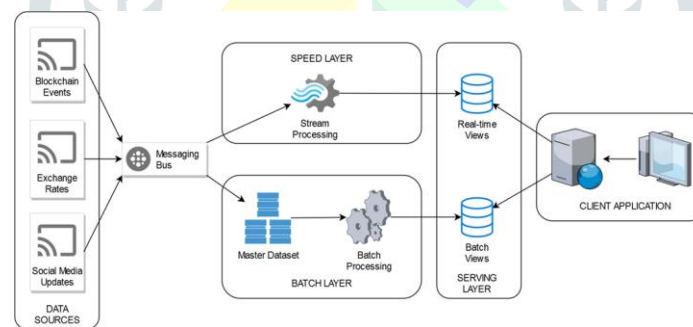 Blockchain
Events
Exchange
Rates
Social Media
Updates
DATA
SOURCES
Messaging
Bus
SPEED LAYER
Stream
Processing
Master Dataset
Batch
Processing
BATCH LAYER
Real-time
Views
Batch
Views
SERVING
LAYER
CLIENT APPLICATION